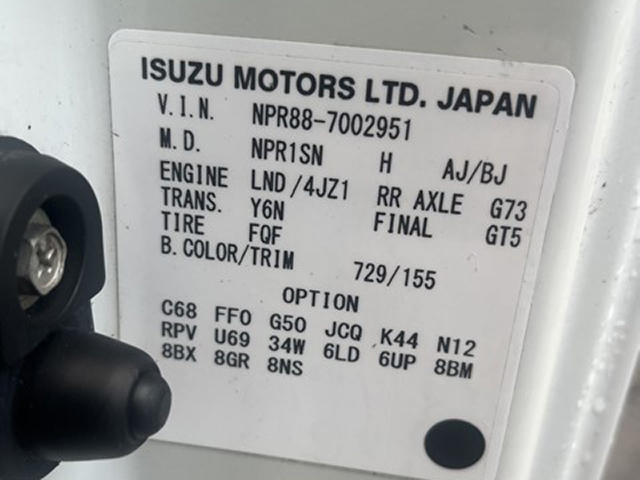 ISUZU MOTORS LTD. JAPAN
V.I.N. NPR88-7002951
M.D. NPR1SN H AJ/BJ
ENGINE LND/4JZ1 RR AXLE G73
TRANS. Y6N FINAL GT5
TIRE FQF
B.COLOR/TRIM 729/155
OPTION
C68 FF0 G50 JCQ K44 N12
RPV U69 34W 6LD 6UP 8BM
8BX 8GR 8NS